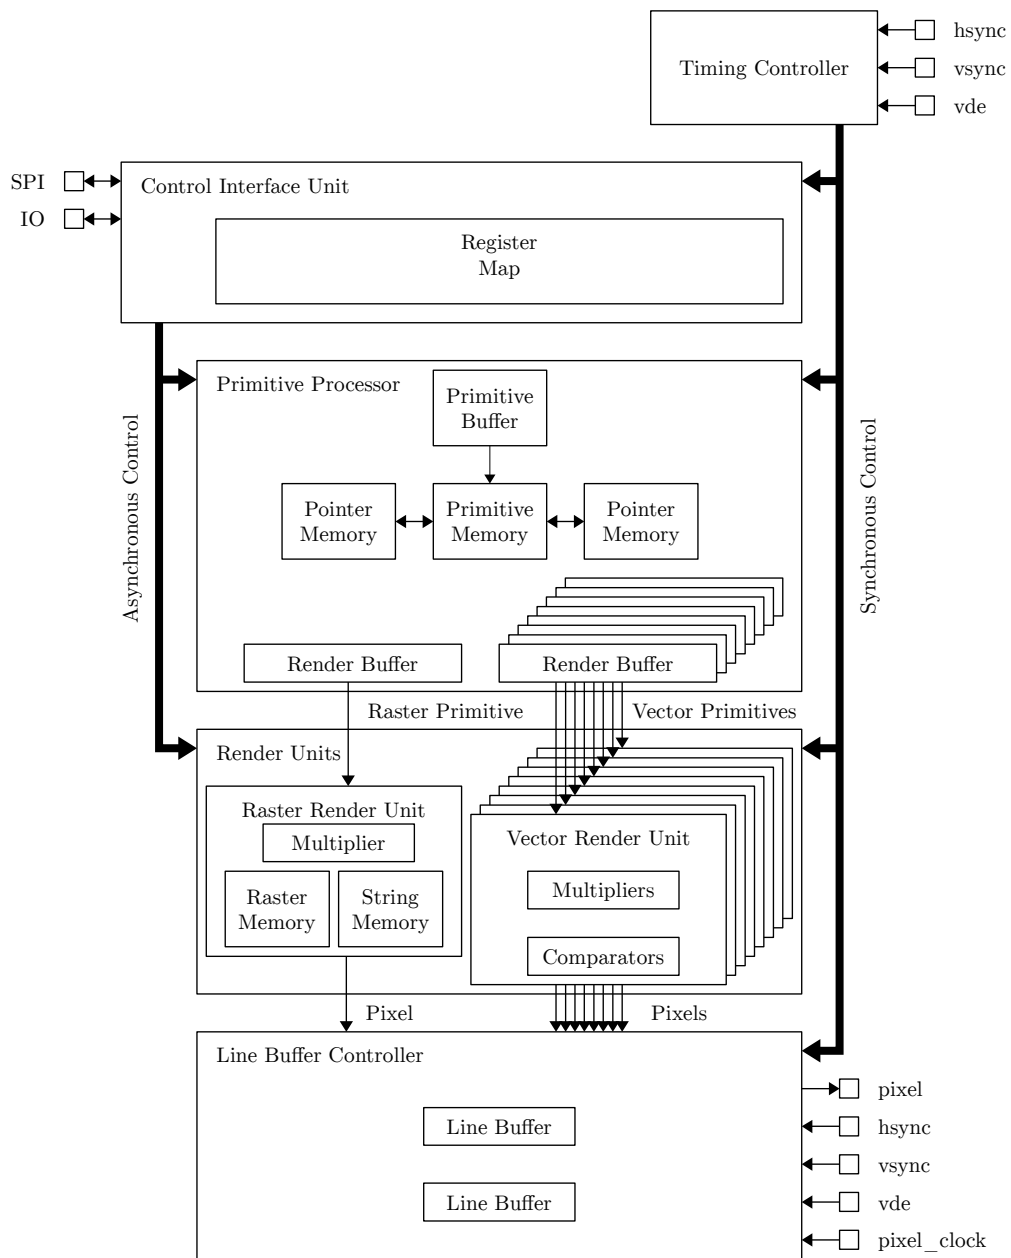 hsync
Timing Controller
vsync
vde
SPI
Control Interface Unit
IO
Register
Map
Primitive Processor
Primitive
Buffer
Asynchronous Control
Synchronous Control
Pointer
Memory
Primitive
Memory
Pointer
Memory
Render Buffer
Render Buffer
Raster Primitive
Vector Primitives
Render Units
Raster Render Unit
Multiplier
Vector Render Unit
Raster
Memory
String
Memory
Multipliers
Comparators
Pixel
Pixels
Line Buffer Controller
pixel
Line Buffer
hsync
vsync
Line Buffer
vde
pixel_clock